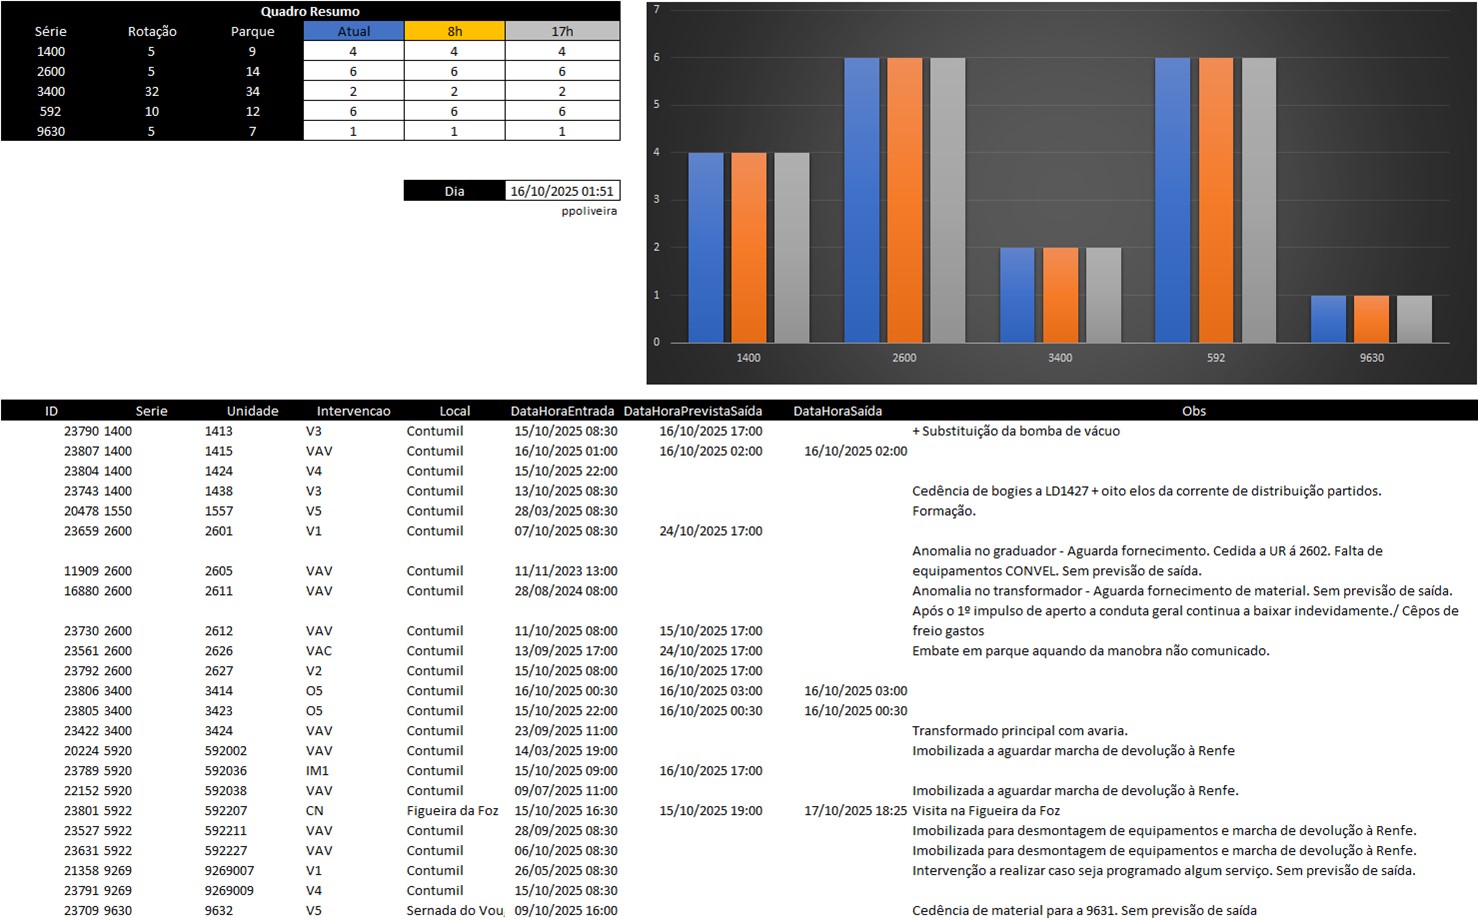 Quadro Resumo
Série Rotação Parque Atual 8h 17h
1400 5 9 4 4 4
2600 5 14 6 6 6
3400 32 34 2 2 2
592 10 12 6 6 6
9630 5 7 1 1 1
Dia 16/10/2025 01:51
ppoliveira
7
6
5
4
3
2
1
0
1400 2600 3400 592 9630
ID Serie Unidade Intervencao Local DataHoraEntrada DataHoraPrevistaSaída DataHoraSaída Obs
23790 1400 1413 V3 Contumil 15/10/2025 08:30 16/10/2025 17:00 + Substituição da bomba de vácuo
23807 1400 1415 VAV Contumil 16/10/2025 01:00 16/10/2025 02:00 16/10/2025 02:00
23804 1400 1424 V4 Contumil 15/10/2025 22:00
23743 1400 1438 V3 Contumil 13/10/2025 08:30 Cedência de bogies a LD1427 + oito elos da corrente de distribuição partidos.
20478 1550 1557 V5 Contumil 28/03/2025 08:30 Formação.
23659 2600 2601 V1 Contumil 07/10/2025 08:30 24/10/2025 17:00
Anomalia no graduador - Aguarda fornecimento. Cedida a UR á 2602. Falta de
11909 2600 2605 VAV Contumil 11/11/2023 13:00 equipamentos CONVEL. Sem previsão de saída.
16880 2600 2611 VAV Contumil 28/08/2024 08:00 Anomalia no transformador - Aguarda fornecimento de material. Sem previsão de saída.
Após o 1º impulso de aperto a conduta geral continua a baixar indevidamente./ Cêpos de
23730 2600 2612 VAV Contumil 11/10/2025 08:00 15/10/2025 17:00 freio gastos
23561 2600 2626 VAC Contumil 13/09/2025 17:00 24/10/2025 17:00 Embate em parque aquando da manobra não comunicado.
23792 2600 2627 V2 Contumil 15/10/2025 08:00 16/10/2025 17:00
23806 3400 3414 O5 Contumil 16/10/2025 00:30 16/10/2025 03:00 16/10/2025 03:00
23805 3400 3423 O5 Contumil 15/10/2025 22:00 16/10/2025 00:30 16/10/2025 00:30
23422 3400 3424 VAV Contumil 23/09/2025 11:00 Transformado principal com avaria.
20224 5920 592002 VAV Contumil 14/03/2025 19:00 Imobilizada a aguardar marcha de devolução à Renfe
23789 5920 592036 IM1 Contumil 15/10/2025 09:00 16/10/2025 17:00
22152 5920 592038 VAV Contumil 09/07/2025 11:00 Imobilizada a aguardar marcha de devolução à Renfe.
23801 5922 592207 CN Figueira da Foz 15/10/2025 16:30 15/10/2025 19:00 17/10/2025 18:25 Visita na Figueira da Foz
23527 5922 592211 VAV Contumil 28/09/2025 08:30 Imobilizada para desmontagem de equipamentos e marcha de devolução à Renfe.
23631 5922 592227 VAV Contumil 06/10/2025 08:30 Imobilizada para desmontagem de equipamentos e marcha de devolução à Renfe.
21358 9269 9269007 V1 Contumil 26/05/2025 08:30 Intervenção a realizar caso seja programado algum serviço. Sem previsão de saída.
23791 9269 9269009 V4 Contumil 15/10/2025 08:30
23709 9630 9632 V5 Sernada do Vou 09/10/2025 16:00 Cedência de material para a 9631. Sem previsão de saída